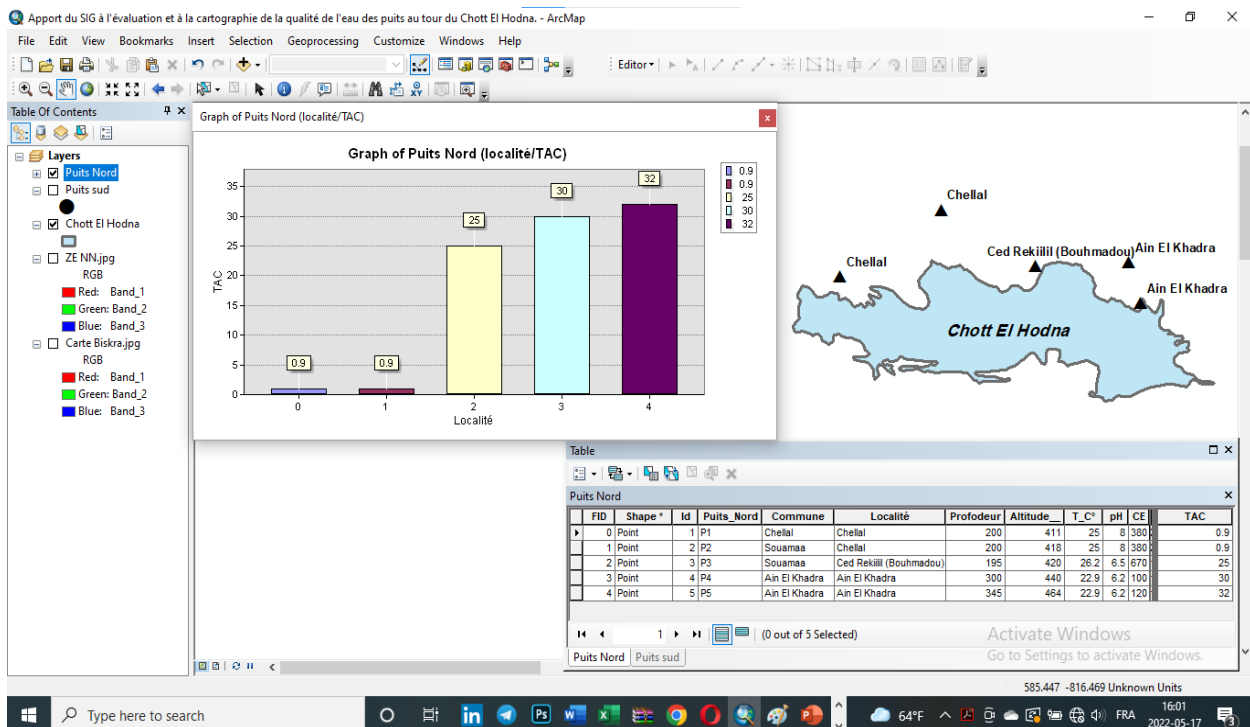 Apport du SIG à l'évaluation et à la cartographie de la qualité de l'eau des puits au tour du Chott El Hodna. - ArcMap
File Edit View Bookmarks Insert Selection Geoprocessing Customize Windows Help
Editor
Table Of Contents
Layers
Puits Nord
Puits sud
Chott El Hodna
ZE NN.jpg
RGB
Red: Band_1
Green: Band_2
Blue: Band_3
Carte Biskra.jpg
RGB
Red: Band_1
Green: Band_2
Blue: Band_3
Graph of Puits Nord (localité/TAC)
Graph of Puits Nord (localité/TAC)
35
30
25
20
15
10
5
0
TAC
0.9
0.9
25
30
32
0 1 2 3 4
Localité
0.9
0.9
25
30
32
Chellal
Ced Rekiilil (Bouhmadou)
Ain El Khadra
Chellal
Ain El Khadra
Chott El Hodna
Table
Puits Nord
FID Shape * Id Puits_Nord Commune Localité Profodeur Altitude__ T_C° pH CE TAC
0 Point 1 P1 Chellal Chellal 200 411 25 8 380 0.9
1 Point 2 P2 Souamaa Chellal 200 418 25 8 380 0.9
2 Point 3 P3 Souamaa Ced Rekiilil (Bouhmadou) 195 420 26.2 6.5 670 25
3 Point 4 P4 Ain El Khadra Ain El Khadra 300 440 22.9 6.2 100 30
4 Point 5 P5 Ain El Khadra Ain El Khadra 345 464 22.9 6.2 120 32
1 (0 out of 5 Selected)
Puits Nord Puits sud
Activate Windows
Go to Settings to activate Windows.
585.447 -816.469 Unknown Units
Type here to search
64°F
FRA
16:01
2022-05-17